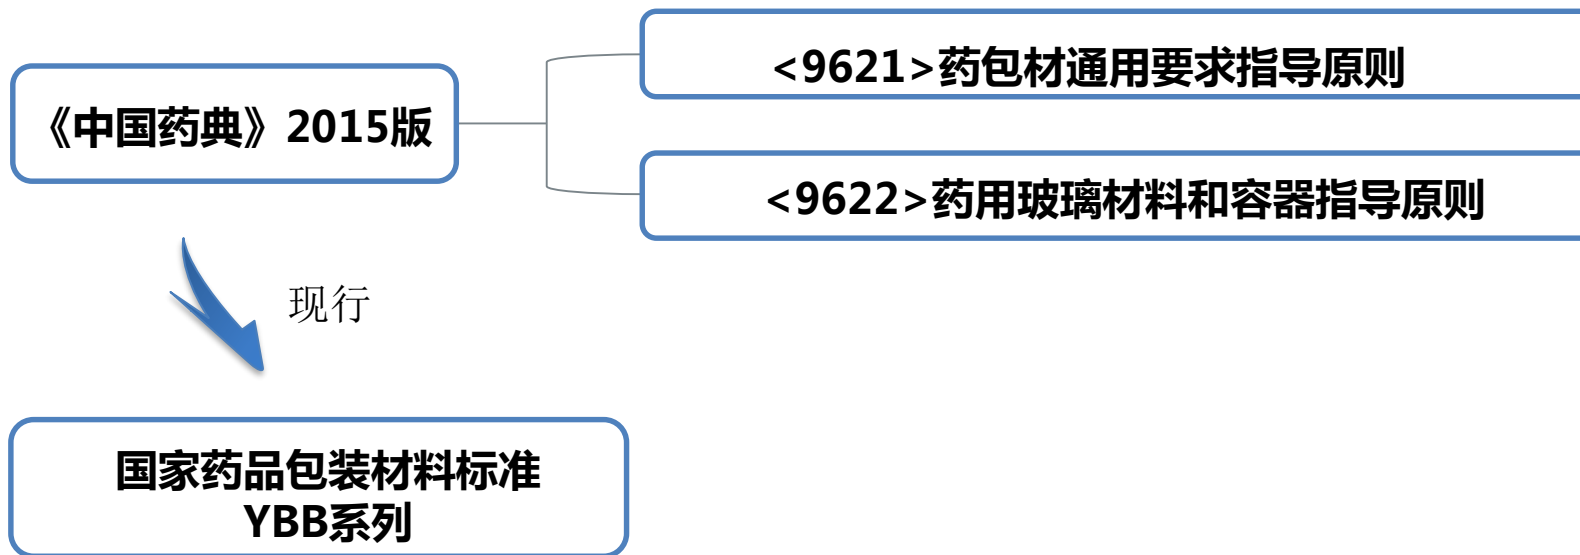 <9621>药包材通用要求指导原则
《中国药典》2015版
<9622>药用玻璃材料和容器指导原则
现行
国家药品包装材料标准
YBB系列